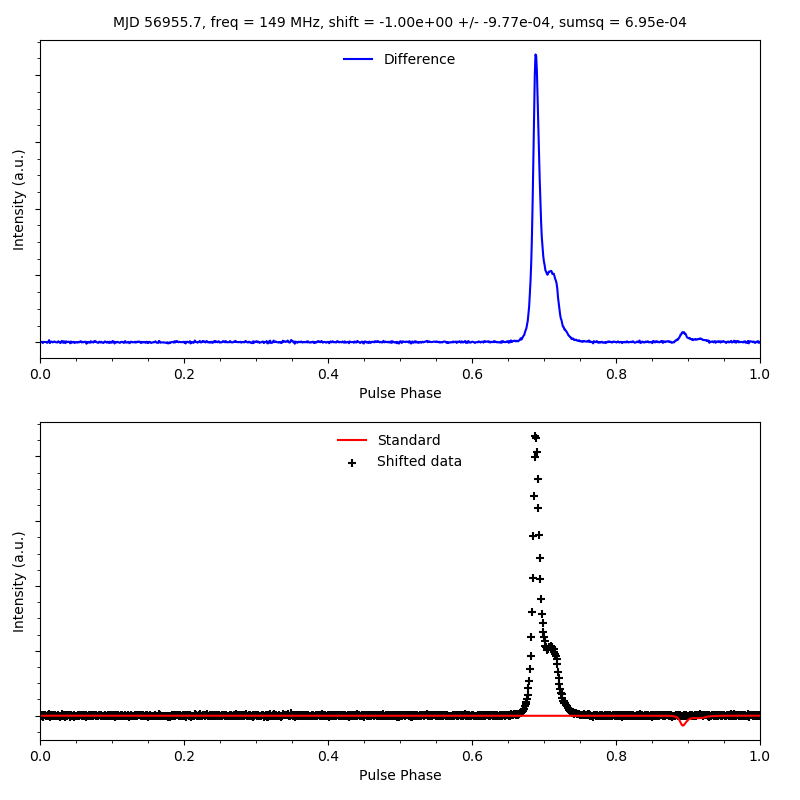 MJD 56955.7, freq = 149 MHz, shift = -1.00e+00 +/- -9.77e-04, sumsq = 6.95e-04
Difference
Intensity (a.u.)
0.0 0.2 0.4 0.6 0.8 1.0
Pulse Phase
Standard
Shifted data
Intensity (a.u.)
0.0 0.2 0.4 0.6 0.8 1.0
Pulse Phase